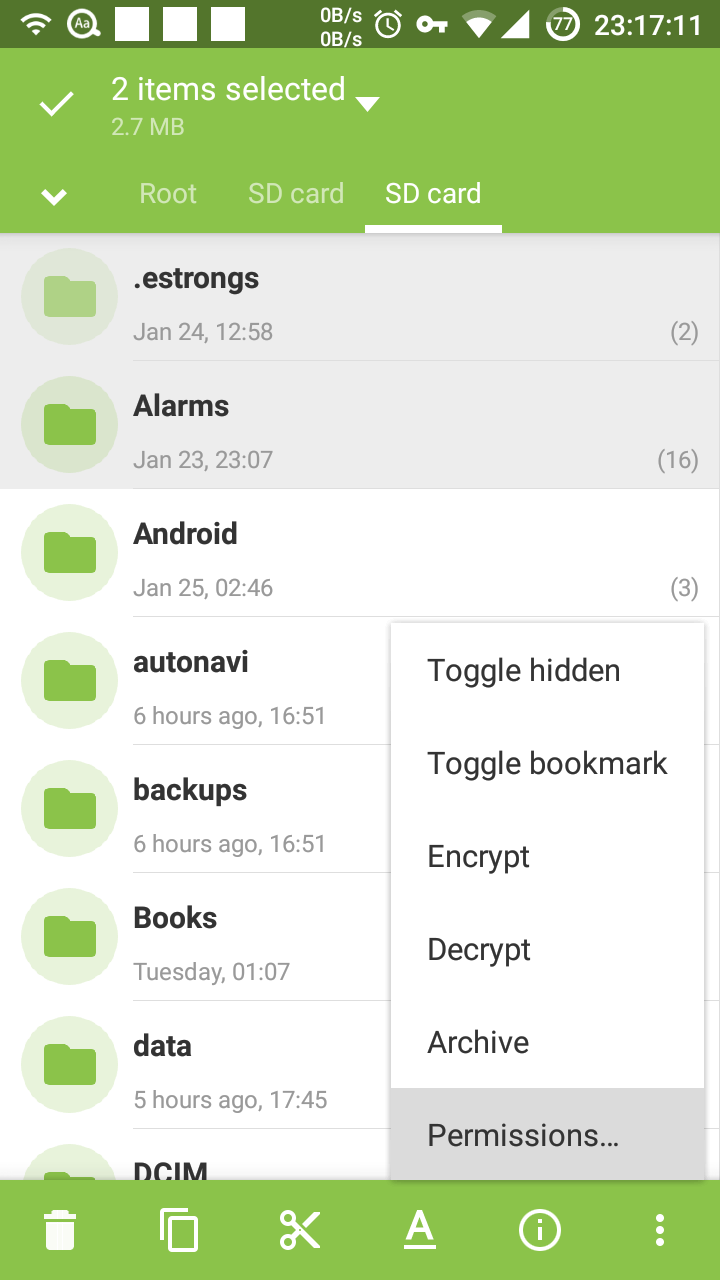 Aa
0B/s
0B/s
77
23:17:11
2 items selected
2.7 MB
Root
SD card
SD card
.estrongs
Jan 24, 12:58
(2)
Alarms
Jan 23, 23:07
(16)
Android
Jan 25, 02:46
(3)
autonavi
6 hours ago, 16:51
backups
6 hours ago, 16:51
Books
Tuesday, 01:07
data
5 hours ago, 17:45
DCIM
Toggle hidden
Toggle bookmark
Encrypt
Decrypt
Archive
Permissions...
A